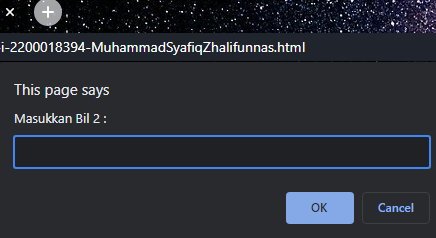 -i-2200018394-MuhammadSyafiqZhalifunnas.html
This page says
Masukkan Bil 2 :
OK
Cancel